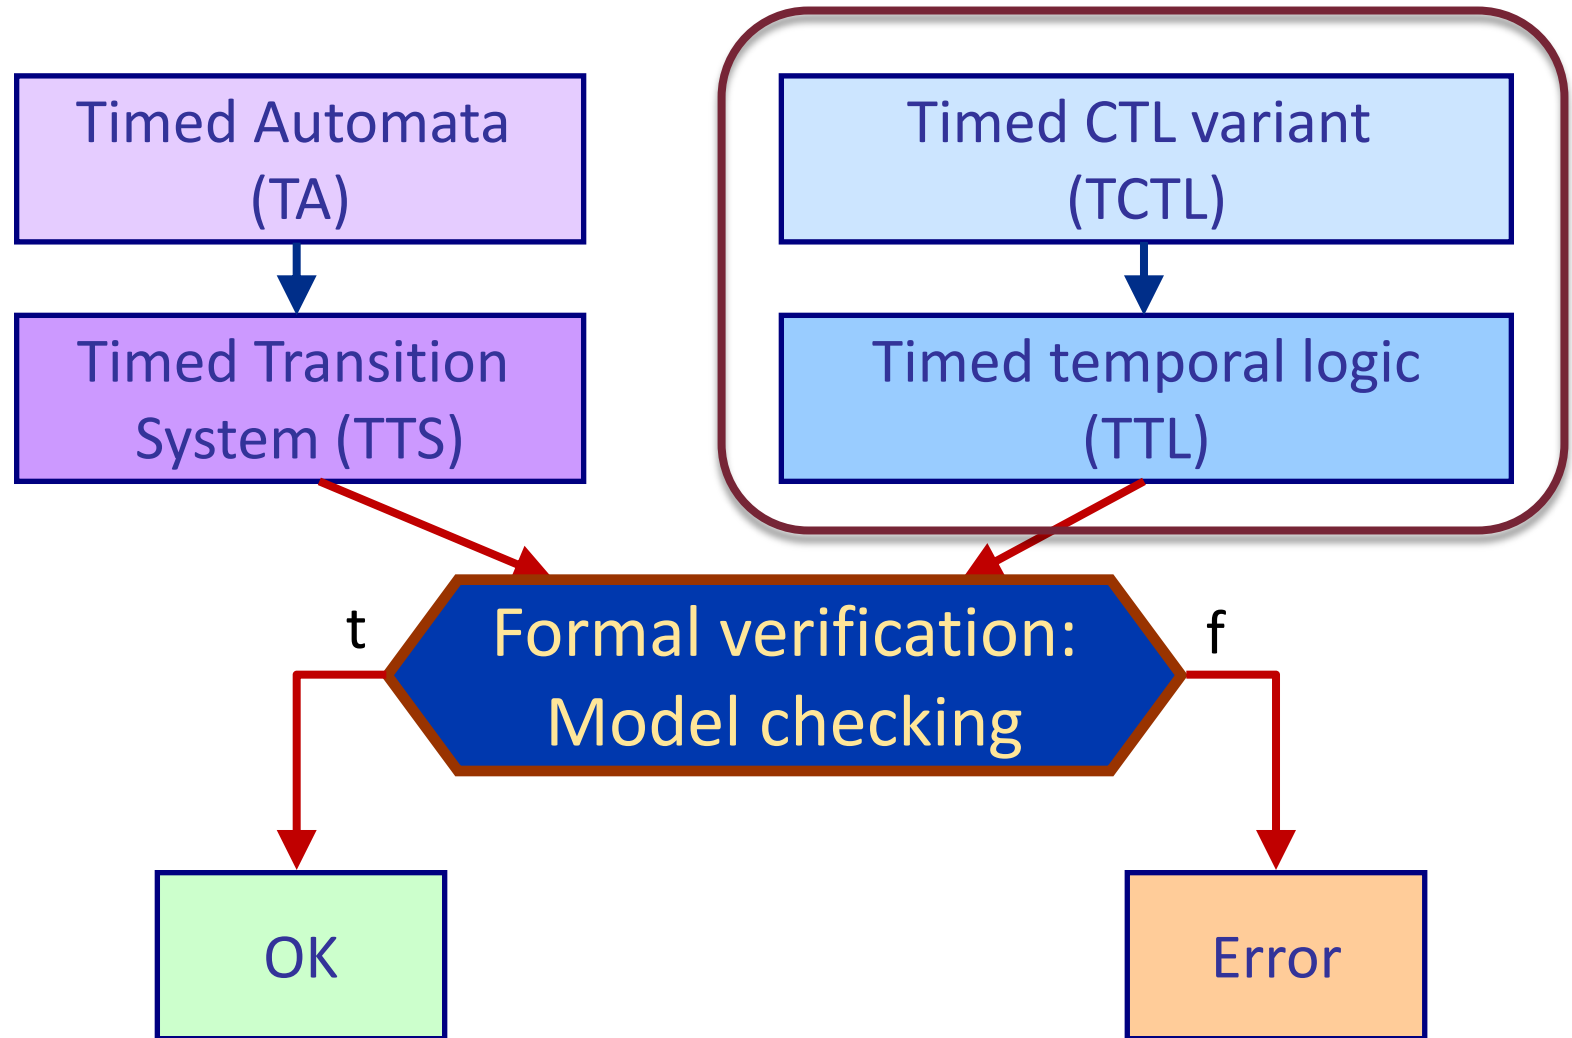 Timed Automata
(TA)
Timed CTL variant
(TCTL)
Timed Transition
System (TTS)
Timed temporal logic
(TTL)
t
Formal verification:
Model checking
f
OK
Error